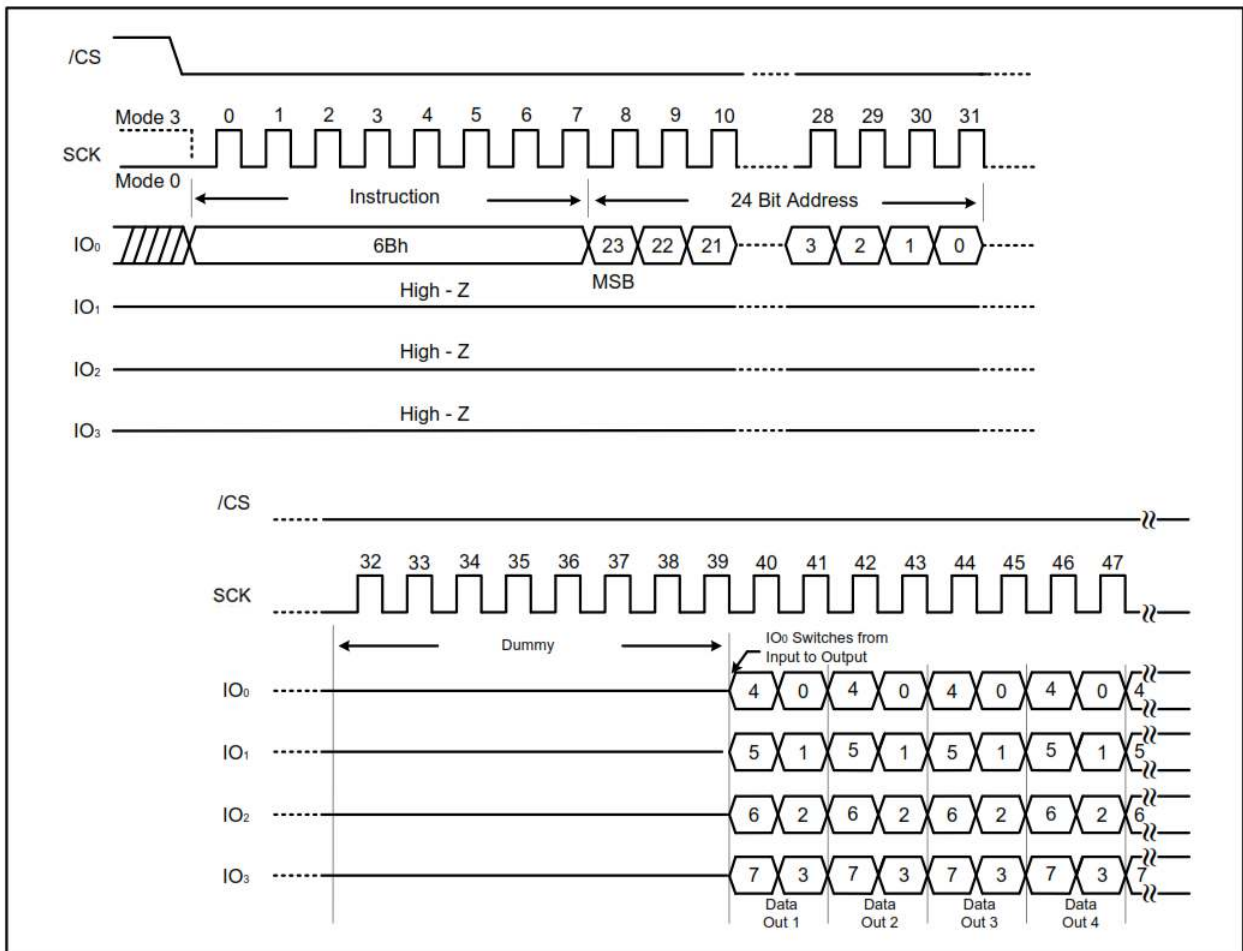 /CS
Mode 3 0 1 2 3 4 5 6 7 8 9 10 28 29 30 31
SCK
Mode 0
Instruction 24 Bit Address
IO0 6Bh 23 22 21 3 2 1 0
MSB
High - Z
IO1
High - Z
IO2
High - Z
IO3
/CS
32 33 34 35 36 37 38 39 40 41 42 43 44 45 46 47
SCK
Dummy
IO0 Switches from
Input to Output
IO0 4 0 4 0 4 0 4 0 4
IO1 5 1 5 1 5 1 5 1 5
IO2 6 2 6 2 6 2 6 2 6
IO3 7 3 7 3 7 3 7 3 7
Data Data Data Data
Out 1 Out 2 Out 3 Out 4